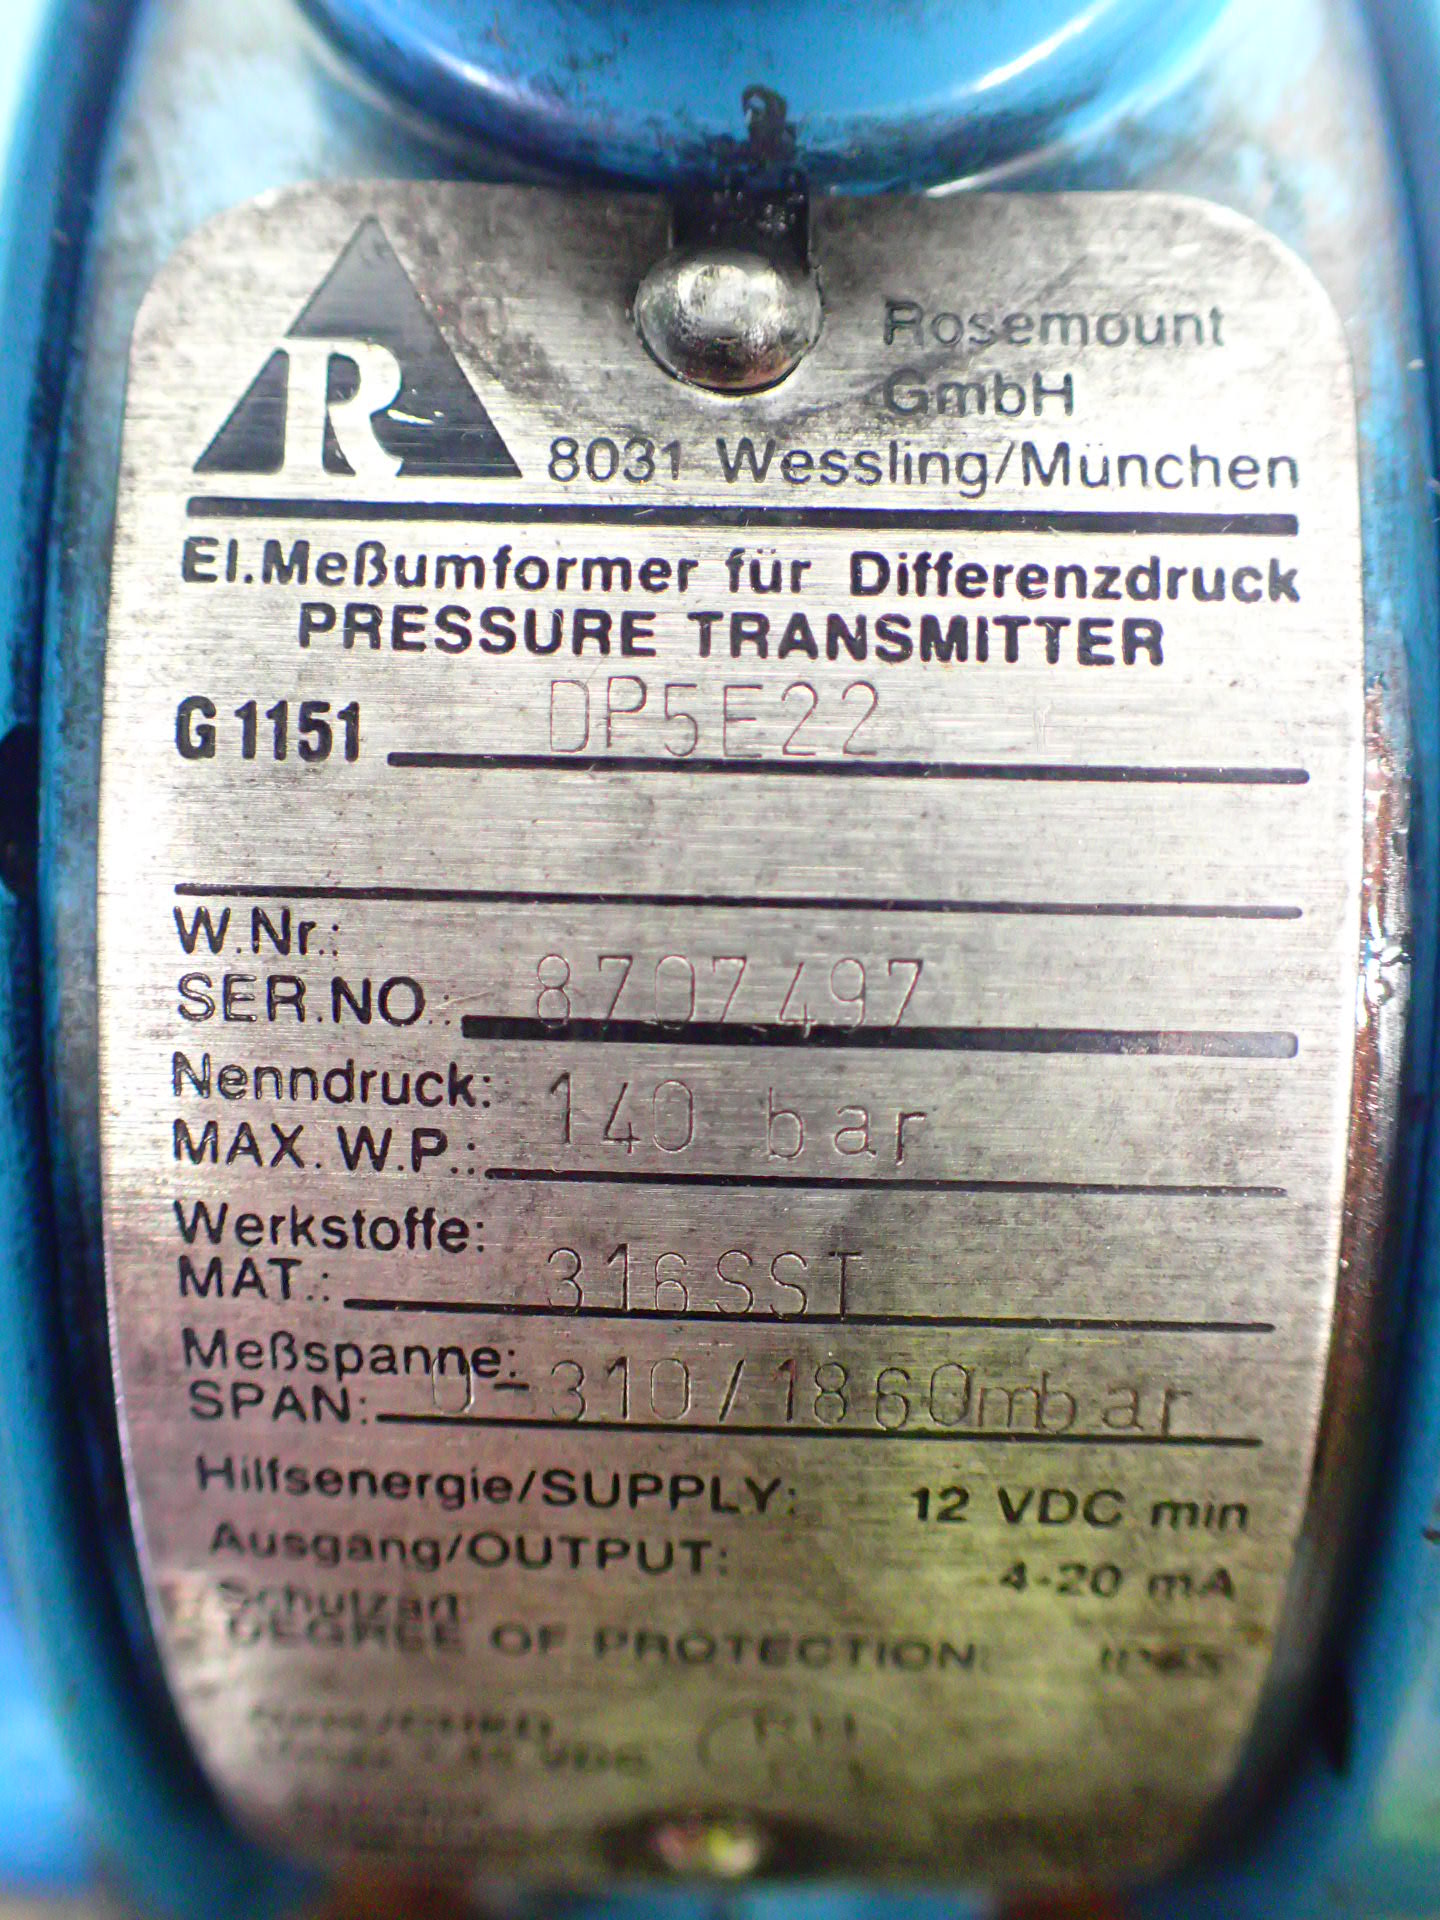 R
Rosemount
GmbH
8031 Wessling/München
El.Meßumformer für Differenzdruck
PRESSURE TRANSMITTER
G1151 DP5E22
W.Nr.:
SER.NO.: 8707497
Nenndruck:
MAX. W.P.: 140 bar
Werkstoffe:
MAT.: 316SST
Meßspanne:
SPAN: 0-310/1860mbar
Hilfsenergie/SUPPLY: 12 VDC min
Ausgang/OUTPUT: 4-20 mA
Schutzart
DEGREE OF PROTECTION: IP65